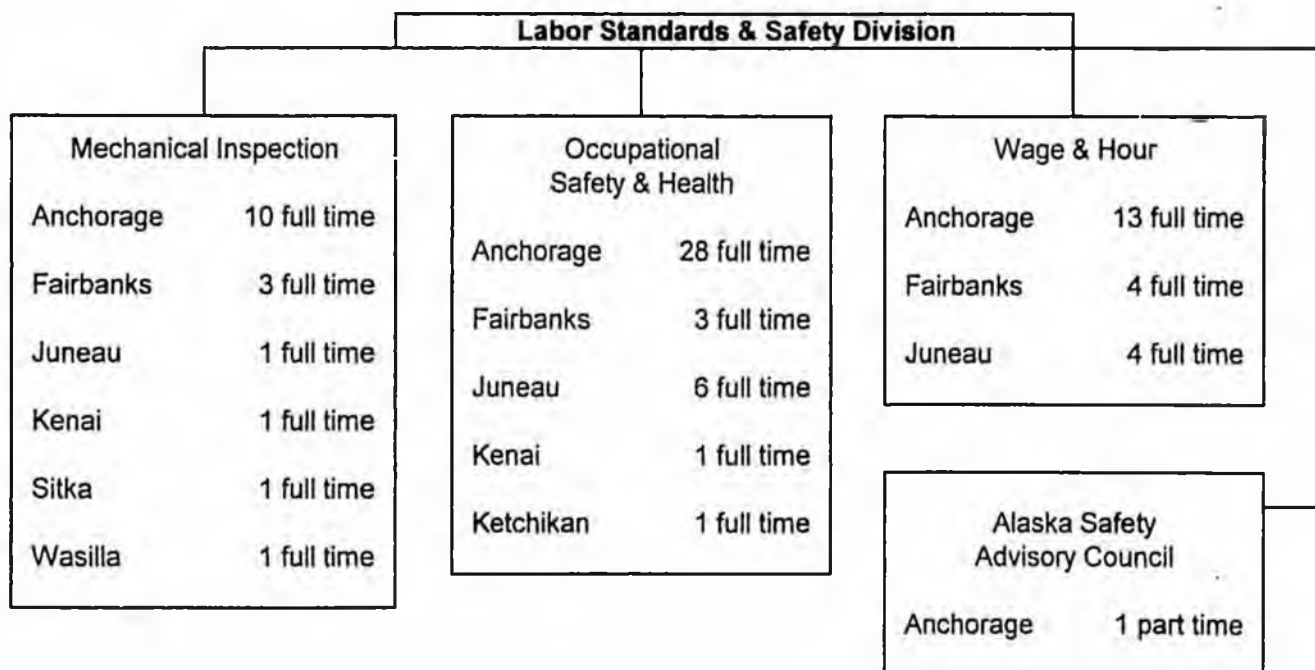 Labor Standards & Safety Division
Mechanical Inspection
Anchorage 10 full time
Fairbanks 3 full time
Juneau 1 full time
Kenai 1 full time
Sitka 1 full time
Wasilla 1 full time
Occupational
Safety & Health
Anchorage 28 full time
Fairbanks 3 full time
Juneau 6 full time
Kenai 1 full time
Ketchikan 1 full time
Wage & Hour
Anchorage 13 full time
Fairbanks 4 full time
Juneau 4 full time
Alaska Safety
Advisory Council
Anchorage 1 part time